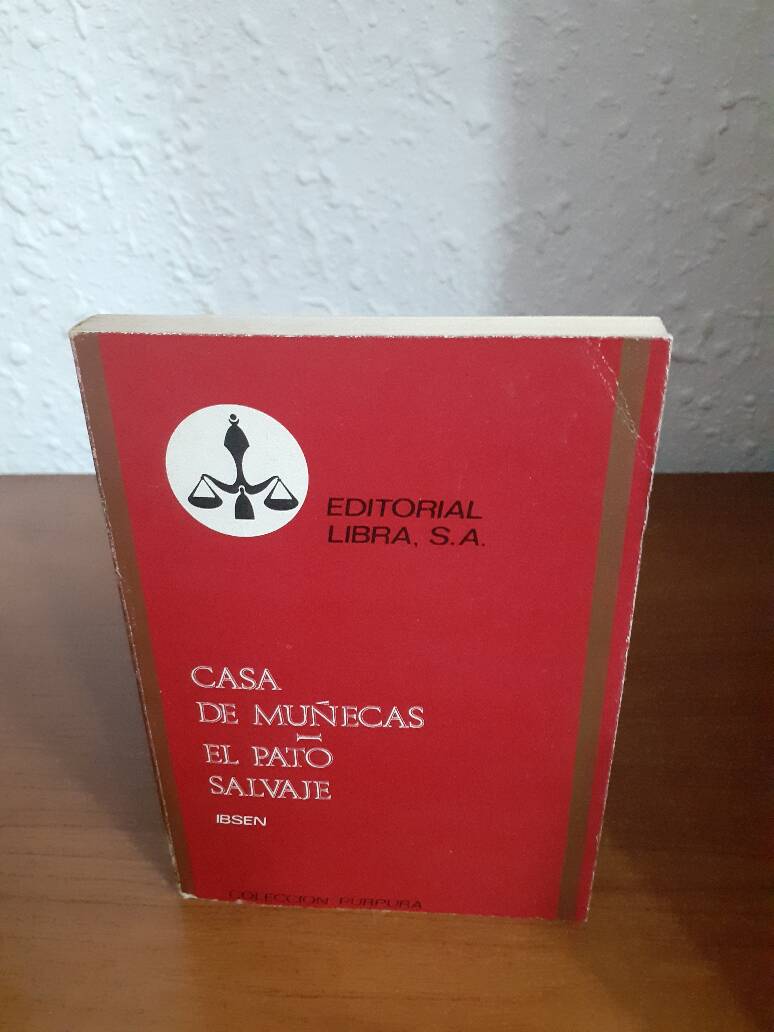 EDITORIAL
LIBRA, S.A.
CASA
DE MUÑECAS
—
EL PATO
SALVAJE
IBSEN
COLECCION PURPURA